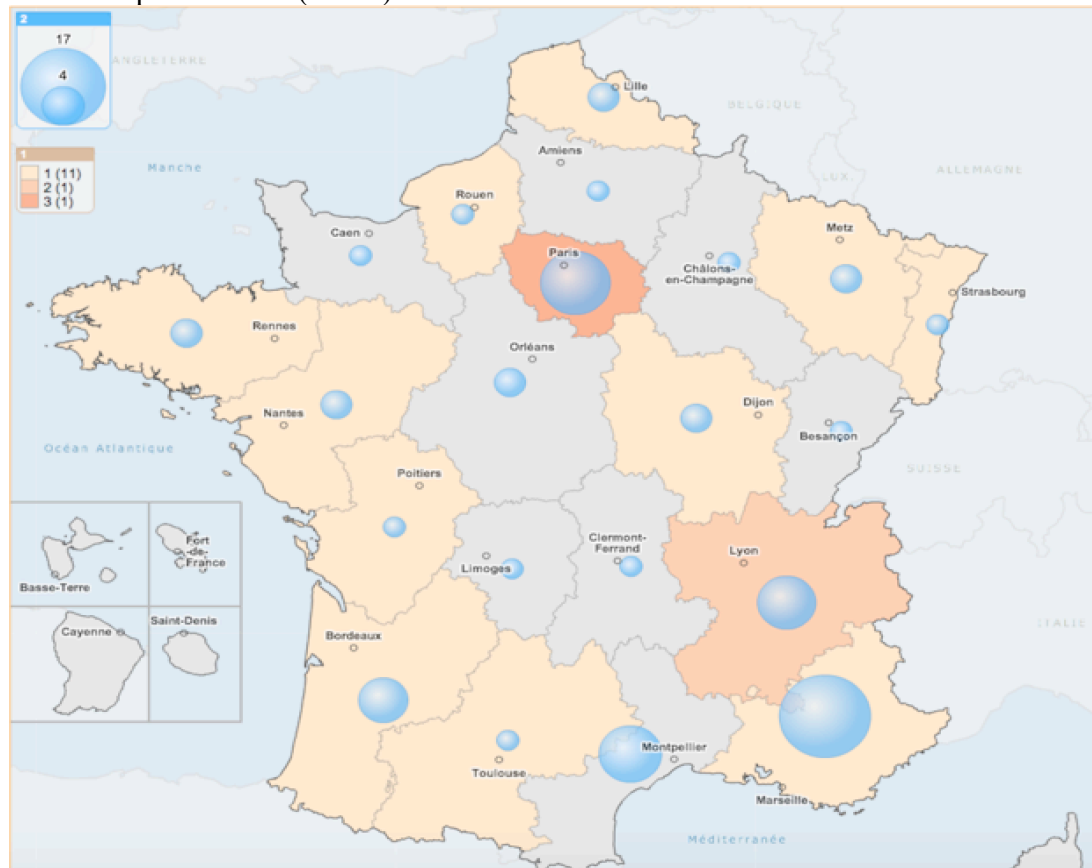 2
17
4
1
1 (11)
2 (1)
3 (1)
ANGLETERRE
Manche
BELGIQUE
LUX.
ALLEMAGNE
Lille
Amiens
Rouen
Caen
Paris
Metz
Châlons-
en-Champagne
Strasbourg
Rennes
Orléans
Nantes
Dijon
Besançon
Océan Atlantique
SUISSE
Poitiers
Clermont-
Ferrand
Limoges
Lyon
Fort
-de-
France
Basse-Terre
Cayenne
Saint-Denis
Bordeaux
ITALIE
Montpellier
Toulouse
Marseille
Méditerranée